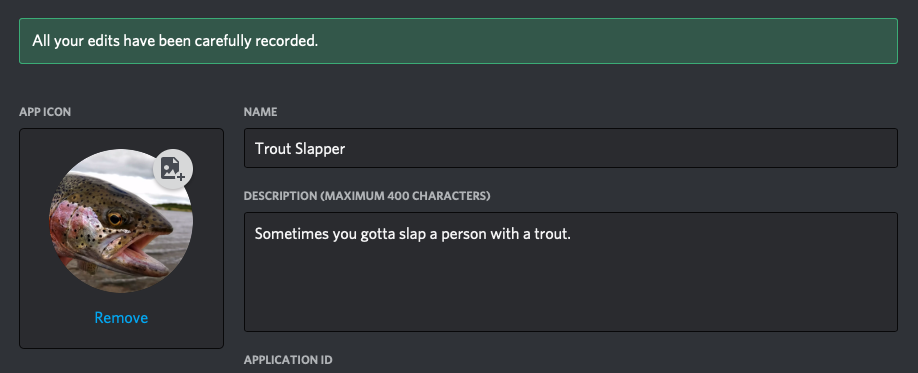 All your edits have been carefully recorded.
APP ICON
NAME
Trout Slapper
DESCRIPTION (MAXIMUM 400 CHARACTERS)
Sometimes you gotta slap a person with a trout.
Remove
APPLICATION ID